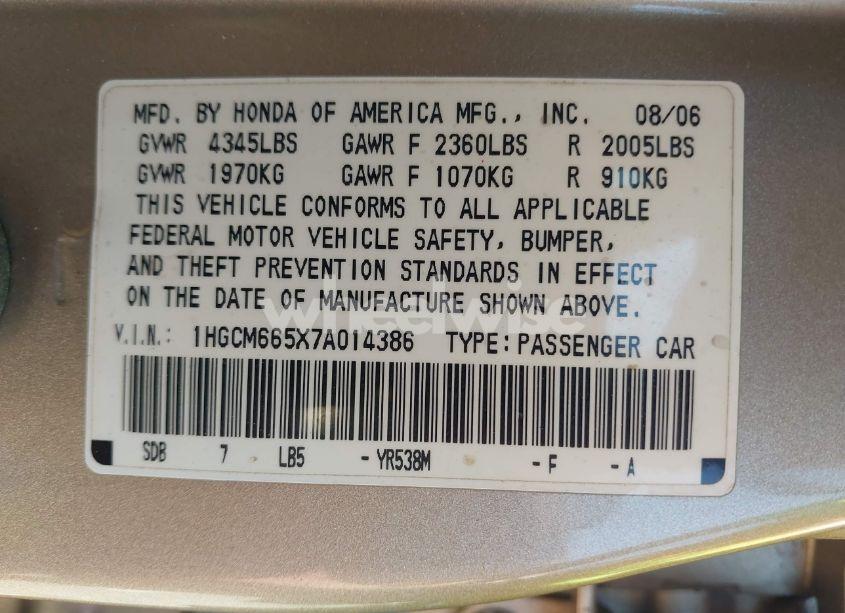 MFD. BY HONDA OF AMERICA MFG., INC. 08/06
GVWR 4345LBS GAWR F 2360LBS R 2005LBS
GVWR 1970KG GAWR F 1070KG R 910KG
THIS VEHICLE CONFORMS TO ALL APPLICABLE
FEDERAL MOTOR VEHICLE SAFETY, BUMPER,
AND THEFT PREVENTION STANDARDS IN EFFECT
ON THE DATE OF MANUFACTURE SHOWN ABOVE.
wheelwise
V.I.N.: 1HGCM665X7A014386 TYPE: PASSENGER CAR
SDB 7 LB5 -YR538M -F -A